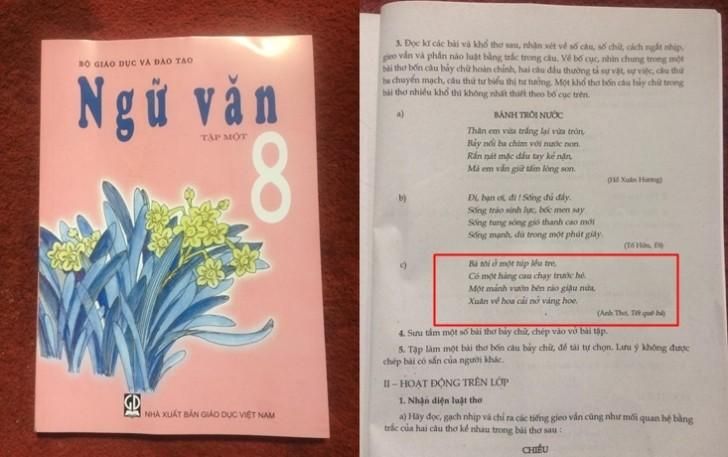 BỘ GIÁO DỤC VÀ ĐÀO TẠO
Ngữ văn
TẬP MỘT
8
GD
NHÀ XUẤT BẢN GIÁO DỤC VIỆT NAM
3. Đọc kĩ các bài và khổ thơ sau, nhận xét về số câu, số chữ, cách ngắt nhịp,
gieo vần và phần nào luật bằng trắc trong câu. Về bố cục, nhìn chung trong một
bài thơ bốn câu bảy chữ hoàn chỉnh, hai câu đầu thường tả sự vật, sự việc, câu thứ
ba chuyển mạch, câu thứ tư biểu thị tư tưởng. Một khổ thơ bốn câu bảy chữ trong
bài thơ nhiều khổ thì không nhất thiết theo bố cục trên.
a) BÁNH TRÔI NƯỚC
Thân em vừa trắng lại vừa tròn,
Bảy nổi ba chìm với nước non.
Rắn nát mặc dầu tay kẻ nặn,
Mà em vẫn giữ tấm lòng son.
(Hồ Xuân Hương)
b) Đi, bạn ơi, đi ! Sống đủ đầy.
Sống trào sinh lực, bốc men say
Sống tung sóng gió thanh cao mới
Sống mạnh, dù trong một phút giây.
(Tố Hữu, Đi)
c) Bà tôi ở một túp lều tre,
Có một hàng cau chạy trước hè.
Một mảnh vườn bên rào giậu nứa,
Xuân về hoa cải nở vàng hoe.
(Anh Thơ, Tết quê bà)
4. Sưu tầm một số bài thơ bảy chữ, chép vào vở bài tập.
5. Tập làm một bài thơ bốn câu bảy chữ, đề tài tự chọn. Lưu ý không được
chép bài có sẵn của người khác.
II – HOẠT ĐỘNG TRÊN LỚP
1. Nhận diện luật thơ
a) Hãy đọc, gạch nhịp và chỉ ra các tiếng gieo vần cũng như mối quan hệ bằng
trắc của hai câu thơ kề nhau trong bài thơ sau :
CHIỀU